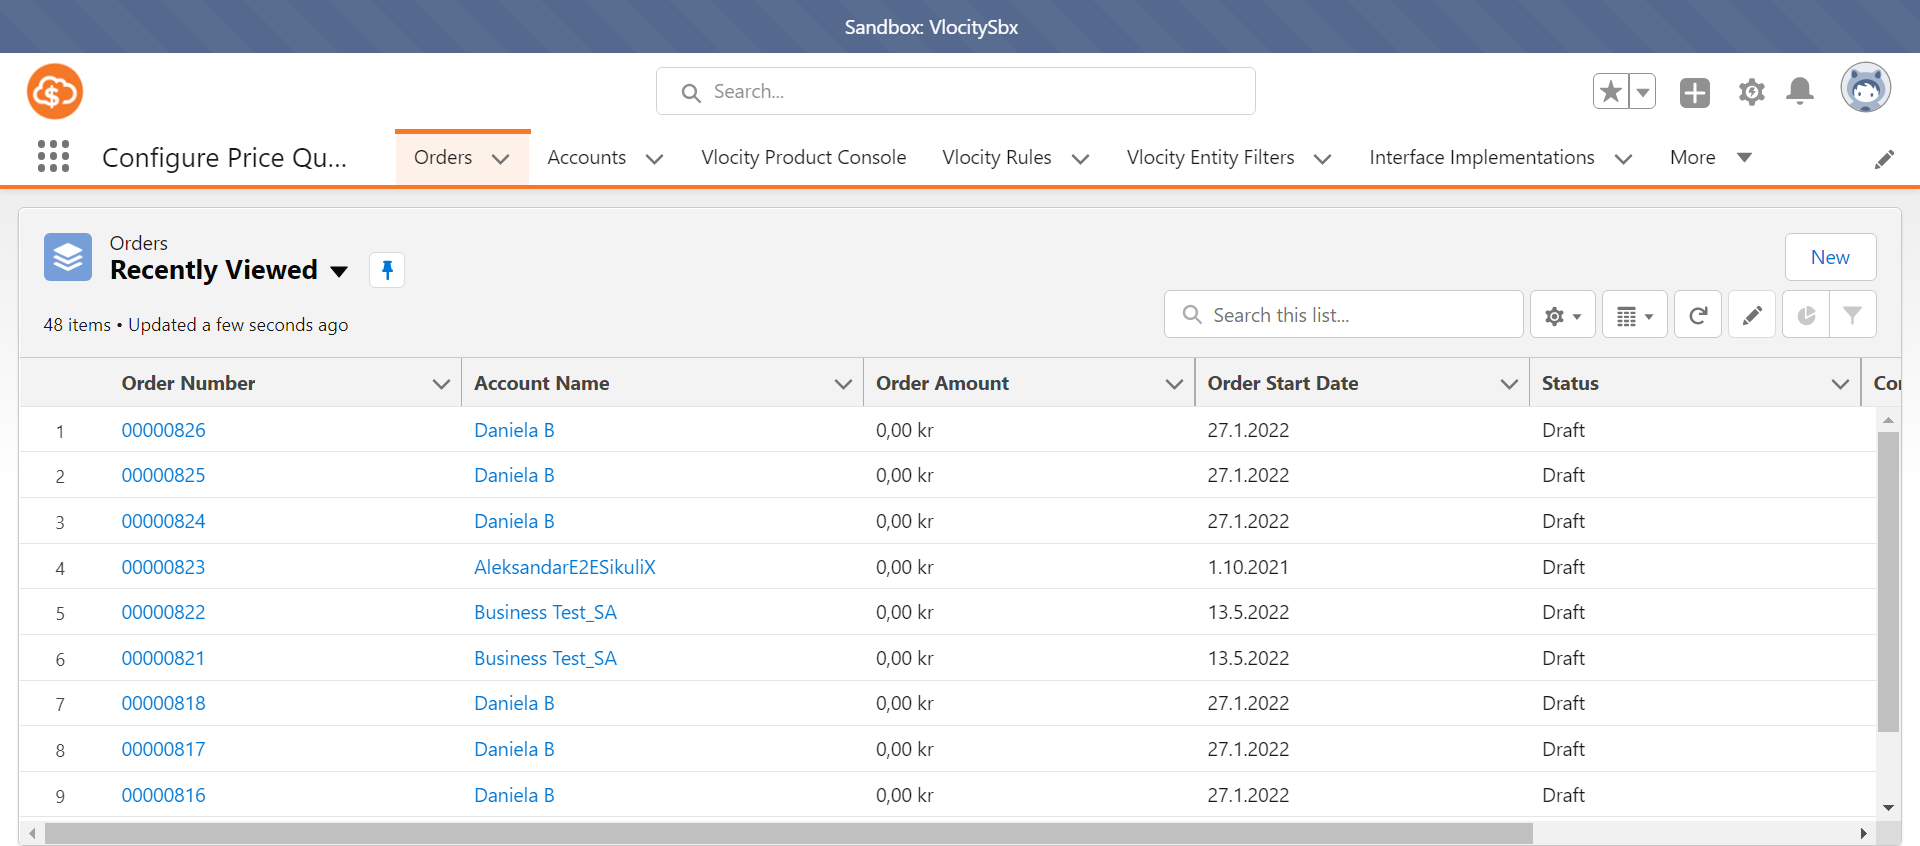 Sandbox: VlocitySbx
Search...
Configure Price Qu... Orders Accounts Vlocity Product Console Vlocity Rules Vlocity Entity Filters Interface Implementations More
Orders
Recently Viewed
New
48 items • Updated a few seconds ago
Search this list...
Order Number Account Name Order Amount Order Start Date Status
1 00000826 Daniela B 0,00 kr 27.1.2022 Draft
2 00000825 Daniela B 0,00 kr 27.1.2022 Draft
3 00000824 Daniela B 0,00 kr 27.1.2022 Draft
4 00000823 AleksandarE2ESikuliX 0,00 kr 1.10.2021 Draft
5 00000822 Business Test_SA 0,00 kr 13.5.2022 Draft
6 00000821 Business Test_SA 0,00 kr 13.5.2022 Draft
7 00000818 Daniela B 0,00 kr 27.1.2022 Draft
8 00000817 Daniela B 0,00 kr 27.1.2022 Draft
9 00000816 Daniela B 0,00 kr 27.1.2022 Draft